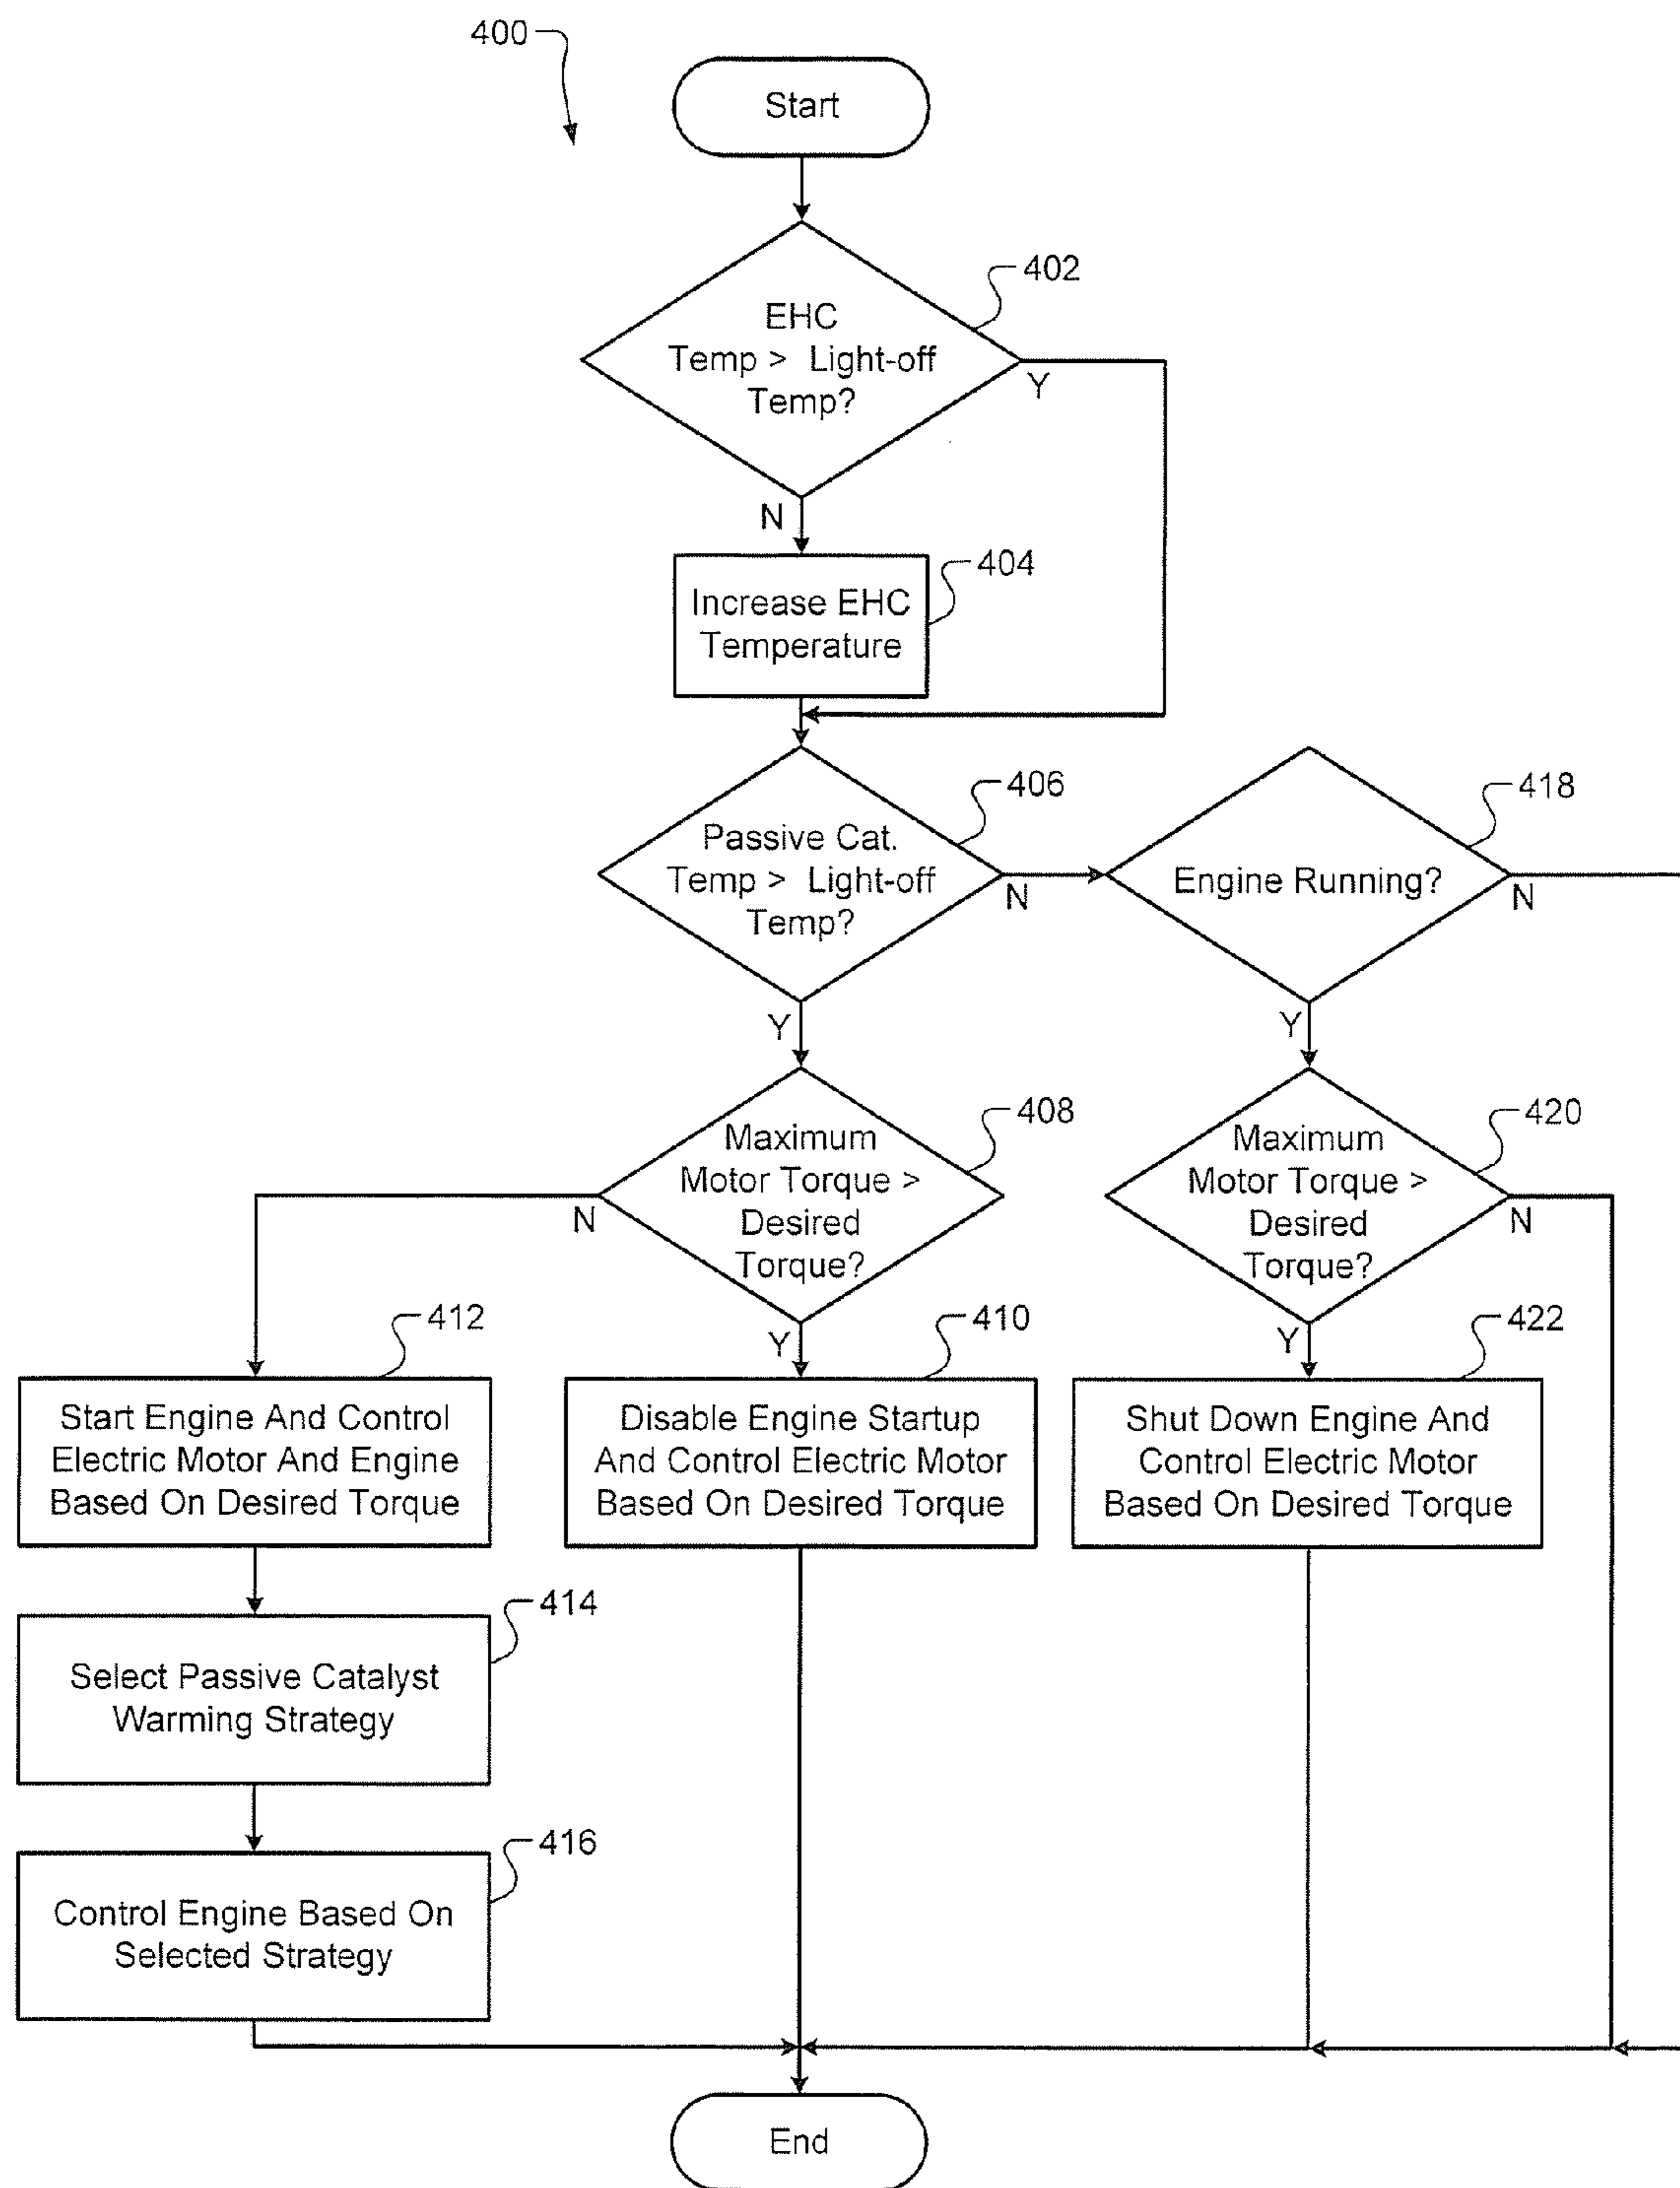 400
Start
402
EHC
Temp > Light-off
Temp?
Y
N
404
Increase EHC
Temperature
406
Passive Cat.
Temp > Light-off
Temp?
N
Y
418
Engine Running?
N
Y
408
Maximum
Motor Torque >
Desired
Torque?
N
Y
420
Maximum
Motor Torque >
Desired
Torque?
N
Y
412
Start Engine And Control
Electric Motor And Engine
Based On Desired Torque
410
Disable Engine Startup
And Control Electric Motor
Based On Desired Torque
422
Shut Down Engine And
Control Electric Motor
Based On Desired Torque
414
Select Passive Catalyst
Warming Strategy
416
Control Engine Based On
Selected Strategy
End